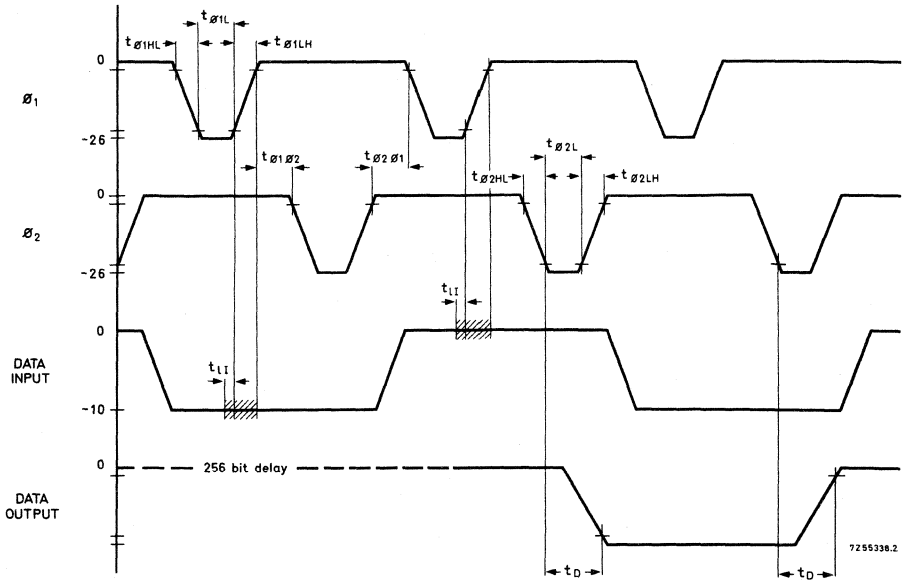 tØ1L
tØ1HL
tØ1LH
0
Ø1
-26
tØ1Ø2
tØ2Ø1
tØ2L
tØ2HL
tØ2LH
0
Ø2
-26
tlI
0
DATA
INPUT
tlI
-10
0
256 bit delay
DATA
OUTPUT
7Z55338.2
tD
tD